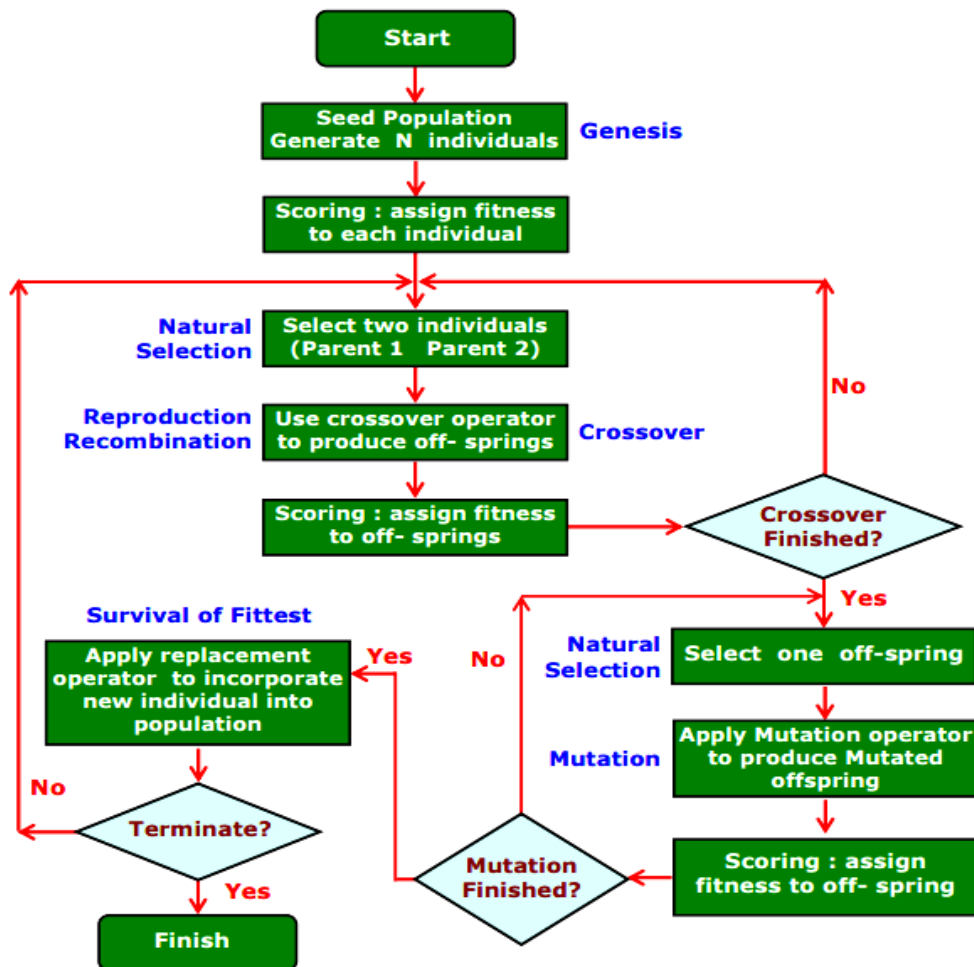 Start
Seed Population
Generate N individuals
Genesis
Scoring : assign fitness
to each individual
Natural
Selection
Select two individuals
(Parent 1 Parent 2)
No
Reproduction
Recombination
Use crossover operator
to produce off- springs
Crossover
Scoring : assign fitness
to off- springs
Crossover
Finished?
Yes
Survival of Fittest
Apply replacement
operator to incorporate
new individual into
population
Yes
No
Natural
Selection
Select one off-spring
Mutation
Apply Mutation operator
to produce Mutated
offspring
No
Terminate?
Mutation
Finished?
Scoring : assign
fitness to off- spring
Yes
Finish